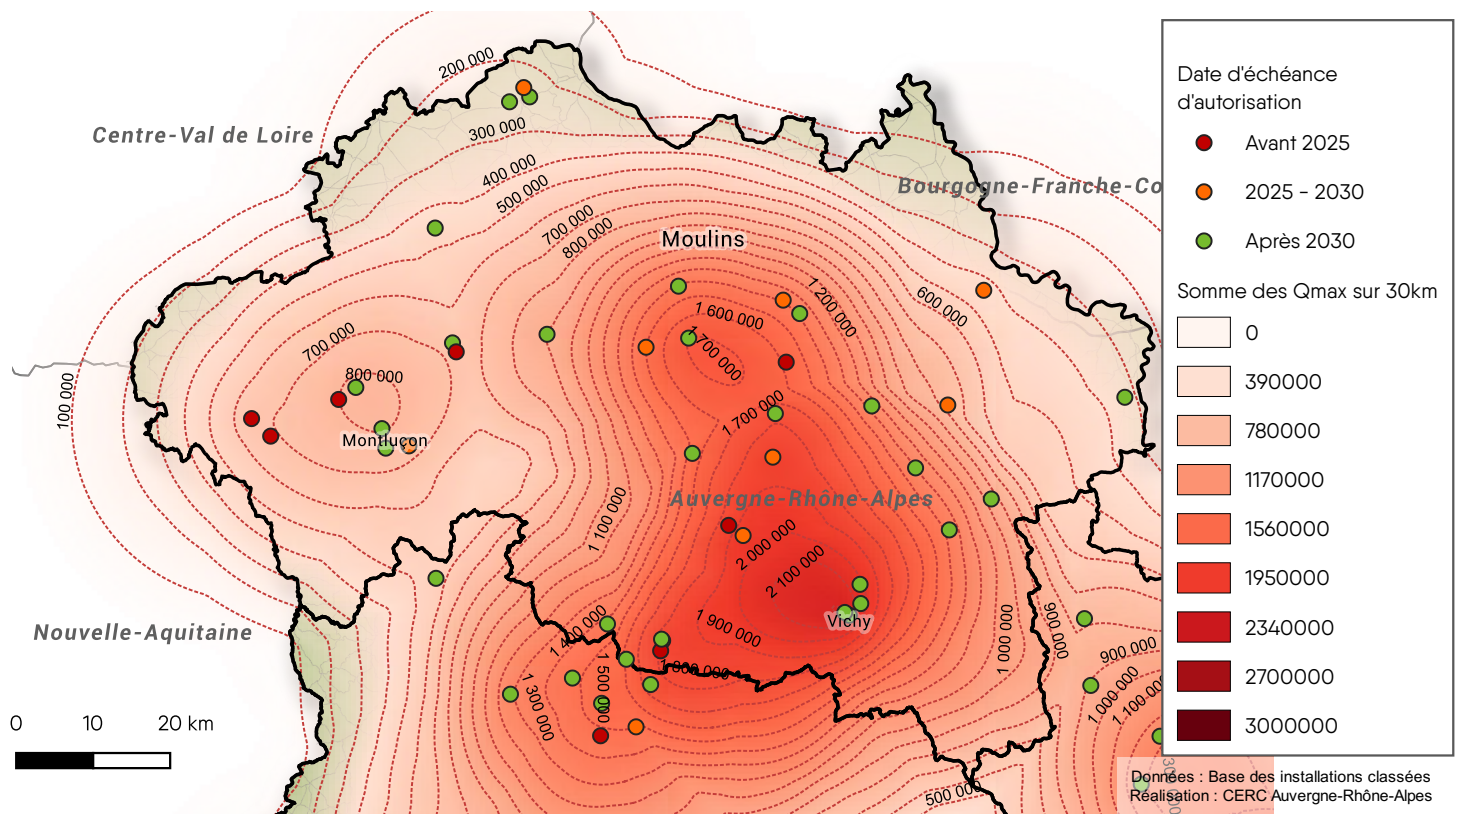 200 000
Centre-Val de Loire
300 000
400 000
500 000
Bourgogne-Franche-Co
700 000
800 000
Moulins
1 200 000
600 000
1 600 000
1 700 000
700 000
800 000
100 000
1 700 000
Montluçon
Auvergne-Rhône-Alpes
1 100 000
2 000 000
2 100 000
Nouvelle-Aquitaine
1 400 000
1 900 000
Vichy
1 000 000
900 000
900 000
1 800 000
1 500 000
1 300 000
1 000 000
1 100 00
500 000
0 10 20 km
Date d'échéance
d'autorisation
Avant 2025
2025 - 2030
Après 2030
Somme des Qmax sur 30km
0
390000
780000
1170000
1560000
1950000
2340000
2700000
3000000
Données : Base des installations classées
Réalisation : CERC Auvergne-Rhône-Alpes